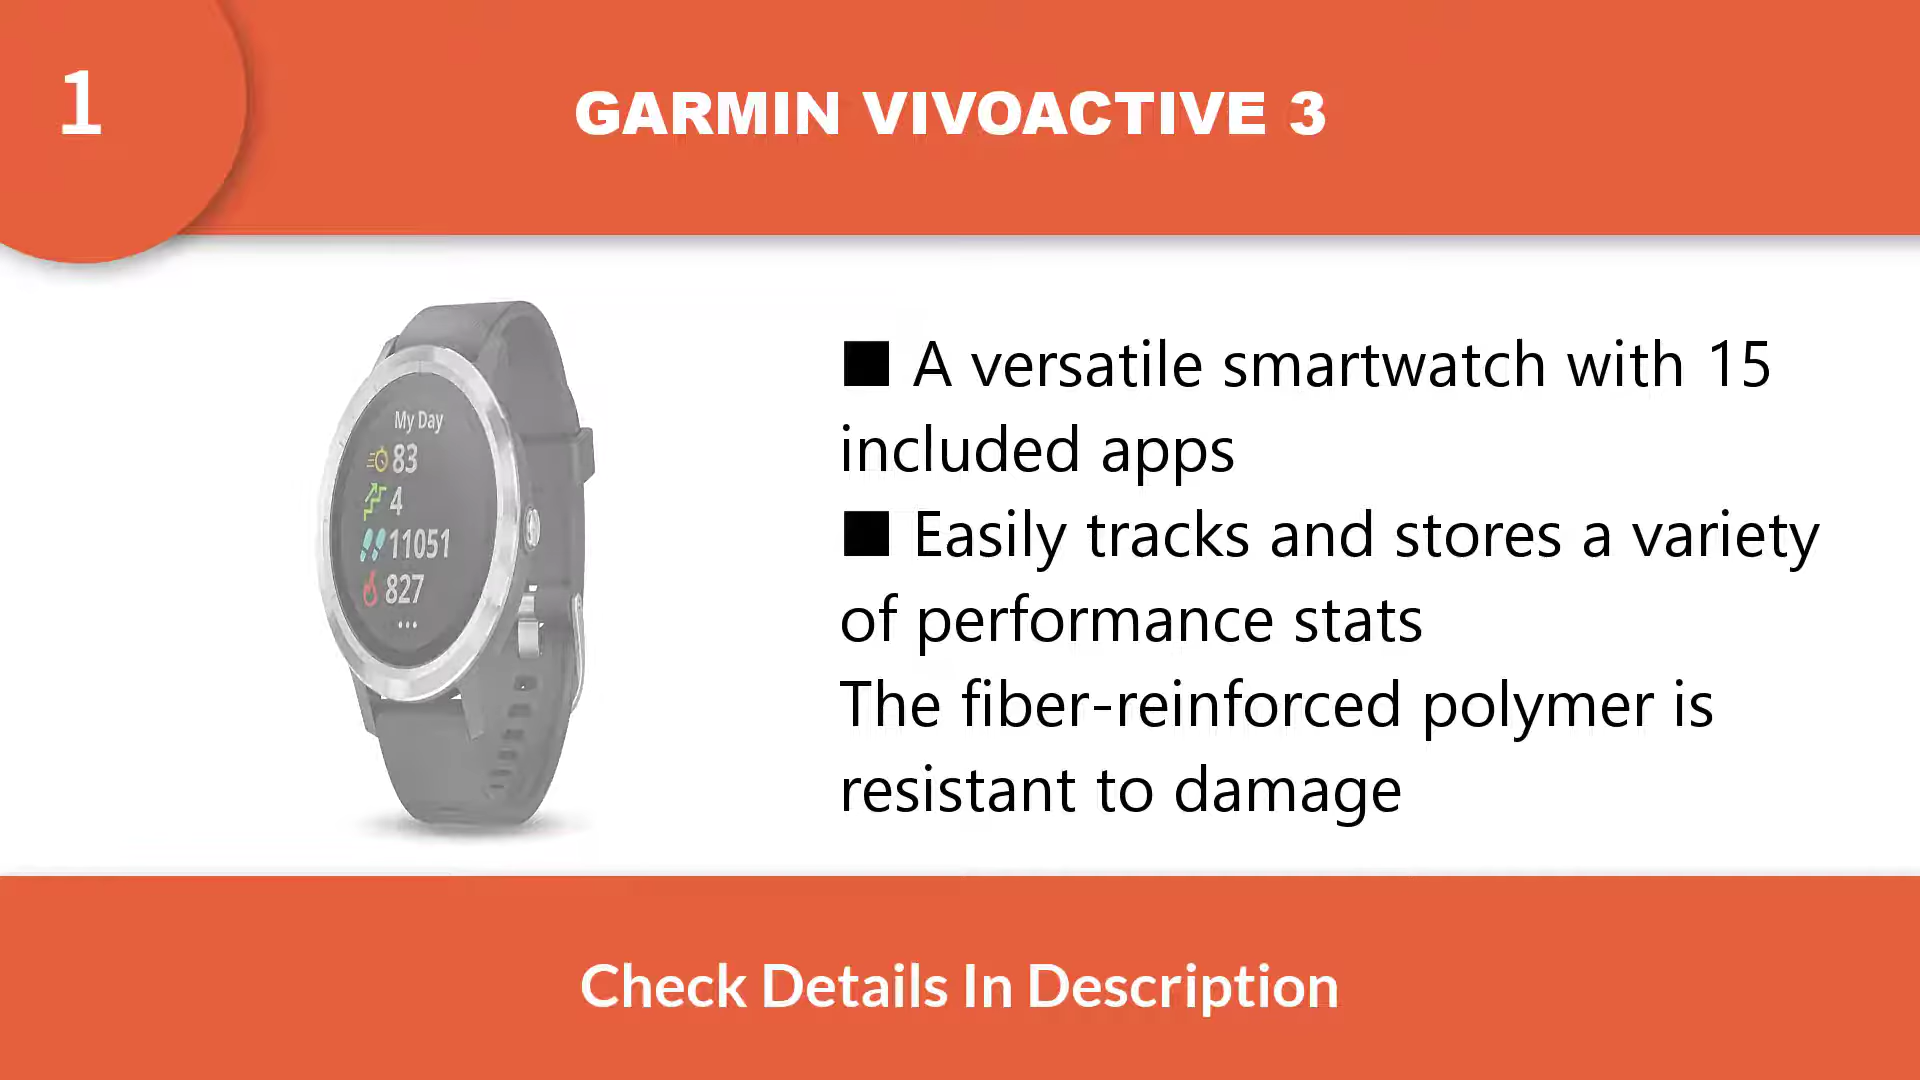 1
GARMIN VIVOACTIVE 3
My Day
83
4
11051
827
■ A versatile smartwatch with 15
included apps
■ Easily tracks and stores a variety
of performance stats
The fiber-reinforced polymer is
resistant to damage
Check Details In Description